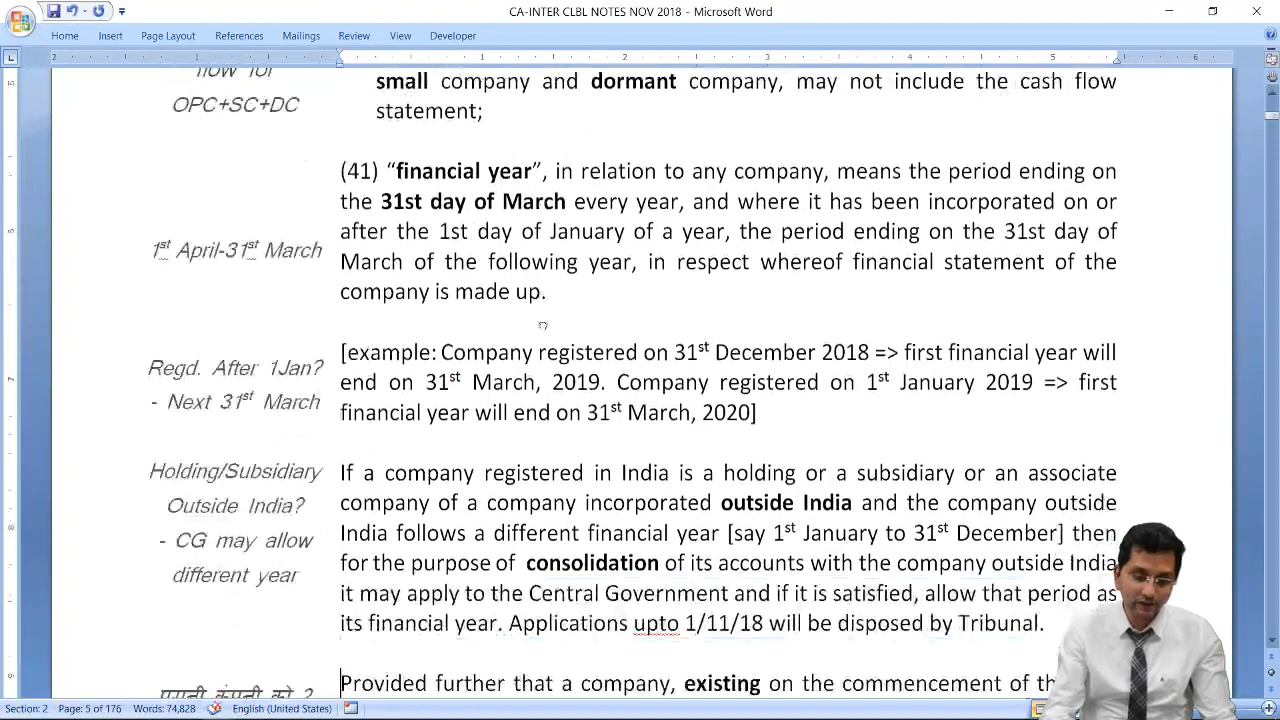 CA-INTER CLBL NOTES NOV 2018 - Microsoft Word
Home Insert Page Layout References Mailings Review View Developer
flow for
OPC+SC+DC
small company and dormant company, may not include the cash flow
statement;
(41) “financial year”, in relation to any company, means the period ending on
the 31st day of March every year, and where it has been incorporated on or
after the 1st day of January of a year, the period ending on the 31st day of
March of the following year, in respect whereof financial statement of the
company is made up.
1st April-31st March
[example: Company registered on 31st December 2018 => first financial year will
end on 31st March, 2019. Company registered on 1st January 2019 => first
financial year will end on 31st March, 2020]
Regd. After 1Jan?
- Next 31st March
Holding/Subsidiary
Outside India?
- CG may allow
different year
If a company registered in India is a holding or a subsidiary or an associate
company of a company incorporated outside India and the company outside
India follows a different financial year [say 1st January to 31st December] then
for the purpose of consolidation of its accounts with the company outside India
it may apply to the Central Government and if it is satisfied, allow that period as
its financial year. Applications upto 1/11/18 will be disposed by Tribunal.
पुरानी कंपनी को 2
Provided further that a company, existing on the commencement of
Section: 2 Page: 5 of 176 Words: 74,828 English (United States)